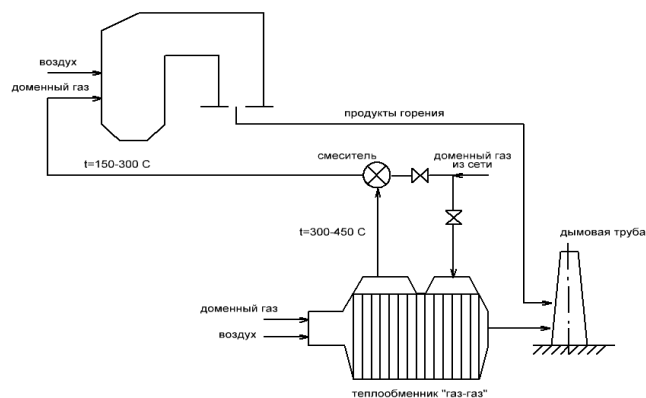 воздух
доменный газ
продукты горения
t=150-300 С
смеситель
доменный газ
из сети
t=300-450 С
дымовая труба
доменный газ
воздух
теплообменник "газ-газ"